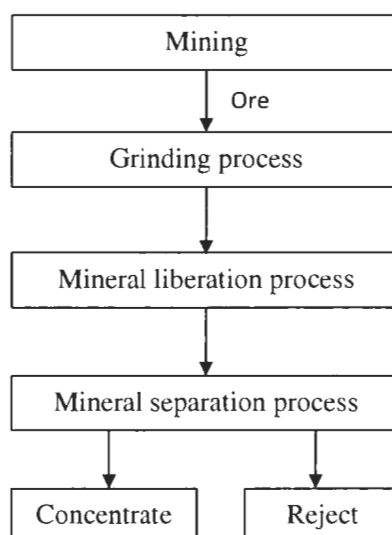 Mining
Ore
Grinding process
Mineral liberation process
Mineral separation process
Concentrate
Reject